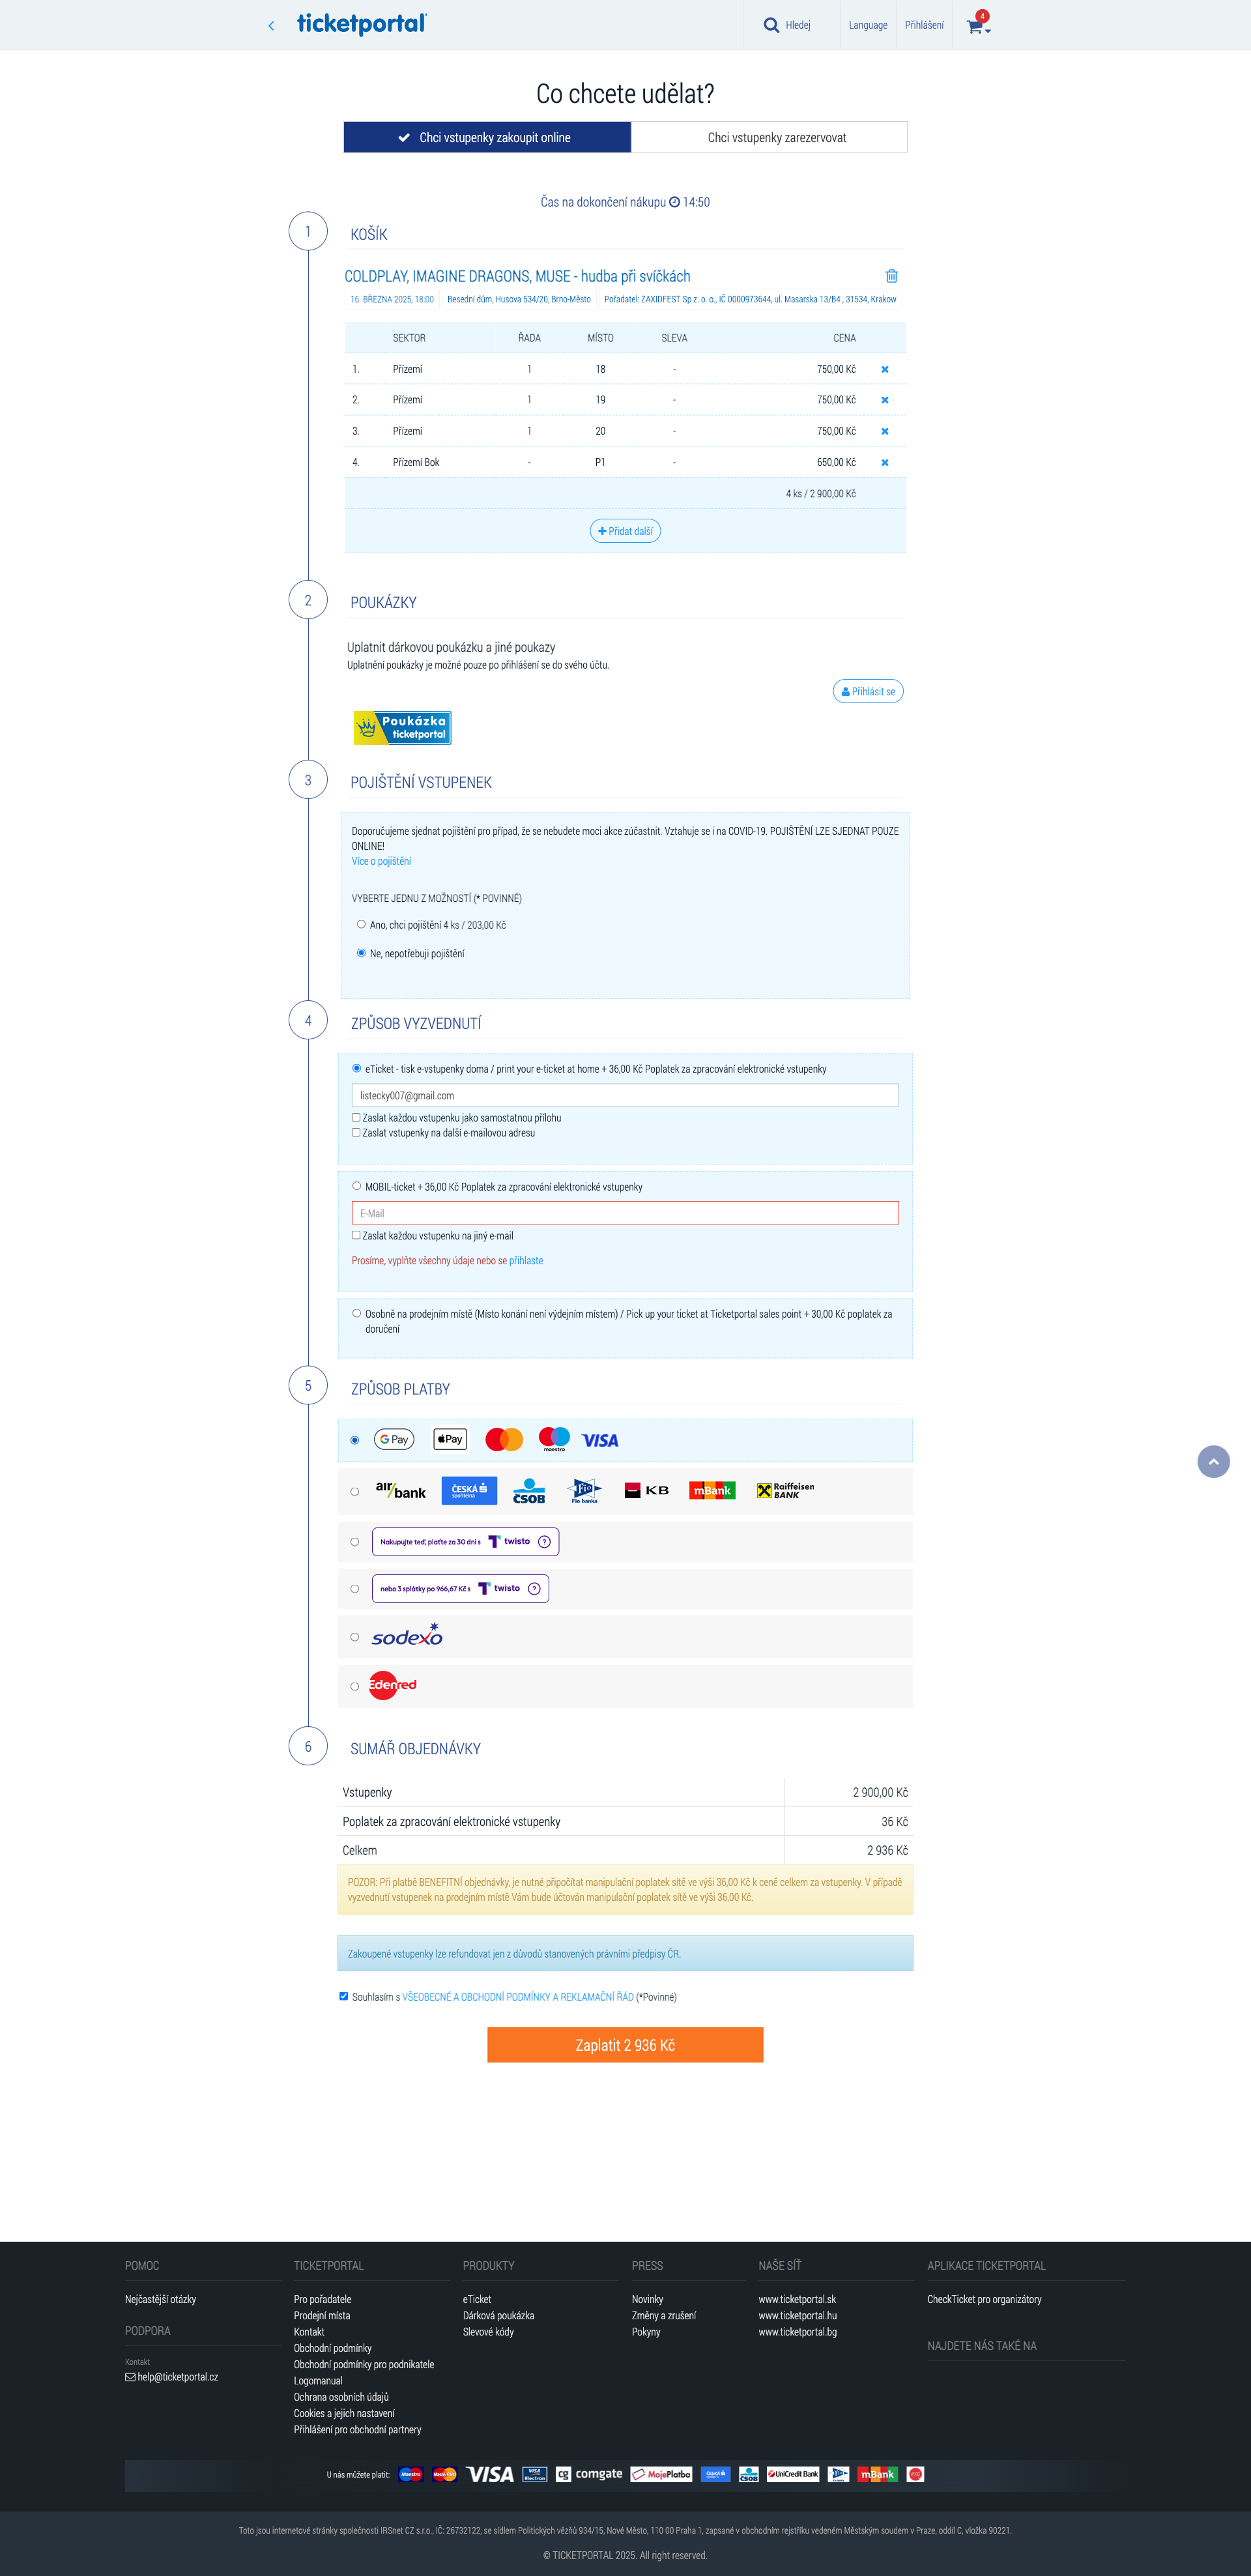 ticketportal
Hledej
Language
Přihlášení
4
Co chcete udělat?
Chci vstupenky zakoupit online
Chci vstupenky zarezervovat
Čas na dokončení nákupu 14:50
1
KOŠÍK
COLDPLAY, IMAGINE DRAGONS, MUSE - hudba při svíčkách
16. BŘEZNA 2025, 18:00 Besední dům, Husova 534/20, Brno-Město Pořadatel: ZAXIDFEST Sp z. o. o., IČ 0000973644, ul. Masarska 13/B4 , 31534, Krakow
SEKTOR ŘADA MÍSTO SLEVA CENA
1. Přízemí 1 18 - 750,00 Kč
2. Přízemí 1 19 - 750,00 Kč
3. Přízemí 1 20 - 750,00 Kč
4. Přízemí Bok - P1 - 650,00 Kč
4 ks / 2 900,00 Kč
Přidat další
2
POUKÁZKY
Uplatnit dárkovou poukázku a jiné poukazy
Uplatnění poukázky je možné pouze po přihlášení se do svého účtu.
Přihlásit se
Poukázka
ticketportal
3
POJIŠTĚNÍ VSTUPENEK
Doporučujeme sjednat pojištění pro případ, že se nebudete moci akce zúčastnit. Vztahuje se i na COVID-19. POJIŠTĚNÍ LZE SJEDNAT POUZE
ONLINE!
Více o pojištění
VYBERTE JEDNU Z MOŽNOSTÍ (* POVINNÉ)
Ano, chci pojištění 4 ks / 203,00 Kč
Ne, nepotřebuji pojištění
4
ZPŮSOB VYZVEDNUTÍ
eTicket - tisk e-vstupenky doma / print your e-ticket at home + 36,00 Kč Poplatek za zpracování elektronické vstupenky
listecky007@gmail.com
Zaslat každou vstupenku jako samostatnou přílohu
Zaslat vstupenky na další e-mailovou adresu
MOBIL-ticket + 36,00 Kč Poplatek za zpracování elektronické vstupenky
E-Mail
Zaslat každou vstupenku na jiný e-mail
Prosíme, vyplňte všechny údaje nebo se přihlaste
Osobně na prodejním místě (Místo konání není výdejním místem) / Pick up your ticket at Ticketportal sales point + 30,00 Kč poplatek za
doručení
5
ZPŮSOB PLATBY
G Pay Pay maestro VISA
air bank ČESKÁ spořitelna ČSOB Fio banka KB mBank Raiffeisen BANK
Nakupujte teď, plaťte za 30 dní s twisto ?
nebo 3 splátky po 966,67 Kč s twisto ?
sodexo
Edenred
6
SUMÁŘ OBJEDNÁVKY
Vstupenky 2 900,00 Kč
Poplatek za zpracování elektronické vstupenky 36 Kč
Celkem 2 936 Kč
POZOR: Při platbě BENEFITNÍ objednávky, je nutné připočítat manipulační poplatek sítě ve výši 36,00 Kč k ceně celkem za vstupenky. V případě
vyzvednutí vstupenek na prodejním místě Vám bude účtován manipulační poplatek sítě ve výši 36,00 Kč.
Zakoupené vstupenky lze refundovat jen z důvodů stanovených právními předpisy ČR.
Souhlasím s VŠEOBECNÉ A OBCHODNÍ PODMÍNKY A REKLAMAČNÍ ŘÁD (*Povinné)
Zaplatit 2 936 Kč
POMOC
Nejčastější otázky
PODPORA
Kontakt
help@ticketportal.cz
TICKETPORTAL
Pro pořadatele
Prodejní místa
Kontakt
Obchodní podmínky
Obchodní podmínky pro podnikatele
Logomanual
Ochrana osobních údajů
Cookies a jejich nastavení
Přihlášení pro obchodní partnery
PRODUKTY
eTicket
Dárková poukázka
Slevové kódy
PRESS
Novinky
Změny a zrušení
Pokyny
NAŠE SÍŤ
www.ticketportal.sk
www.ticketportal.hu
www.ticketportal.bg
APLIKACE TICKETPORTAL
CheckTicket pro organizátory
NAJDETE NÁS TAKÉ NA
U nás můžete platit: Maestro MasterCard VISA VISA Electron cg comgate MojePlatba ČSOB UniCredit Bank Fio mBank
Toto jsou internetové stránky společnosti IRSnet CZ s.r.o., IČ: 26732122, se sídlem Politických vězňů 934/15, Nové Město, 110 00 Praha 1, zapsané v obchodním rejstříku vedeném Městským soudem v Praze, oddíl C, vložka 90221.
© TICKETPORTAL 2025. All right reserved.